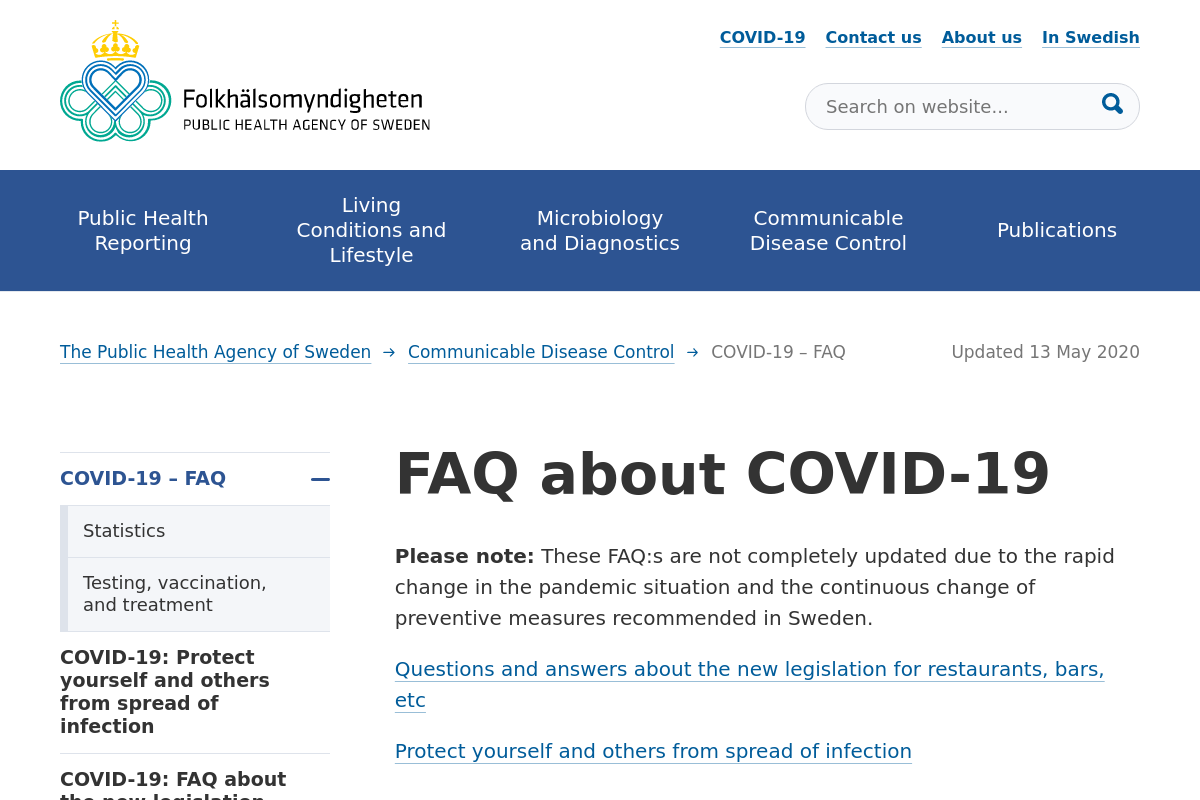 COVID-19 Contact us About us In Swedish
Folkhälsomyndigheten
PUBLIC HEALTH AGENCY OF SWEDEN
Search on website...
Public Health
Reporting
Living
Conditions and
Lifestyle
Microbiology
and Diagnostics
Communicable
Disease Control
Publications
The Public Health Agency of Sweden → Communicable Disease Control → COVID-19 – FAQ
Updated 13 May 2020
COVID-19 – FAQ
Statistics
Testing, vaccination,
and treatment
COVID-19: Protect
yourself and others
from spread of
infection
COVID-19: FAQ about
the new legislation
FAQ about COVID-19
Please note: These FAQ:s are not completely updated due to the rapid
change in the pandemic situation and the continuous change of
preventive measures recommended in Sweden.
Questions and answers about the new legislation for restaurants, bars,
etc
Protect yourself and others from spread of infection